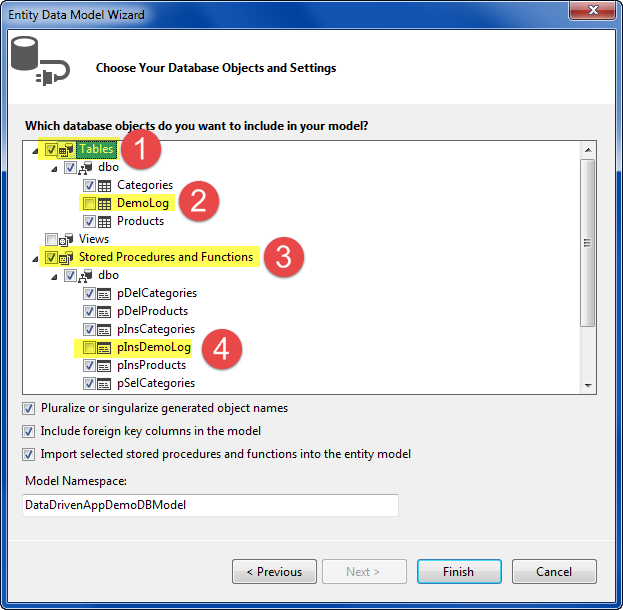 Entity Data Model Wizard
Choose Your Database Objects and Settings
Which database objects do you want to include in your model?
Tables
1
dbo
Categories
DemoLog
2
Products
Views
Stored Procedures and Functions
3
dbo
pDelCategories
pDelProducts
pInsCategories
pInsDemoLog
4
pInsProducts
pSelCategories
Pluralize or singularize generated object names
Include foreign key columns in the model
Import selected stored procedures and functions into the entity model
Model Namespace:
DataDrivenAppDemoDBModel
< Previous
Next >
Finish
Cancel